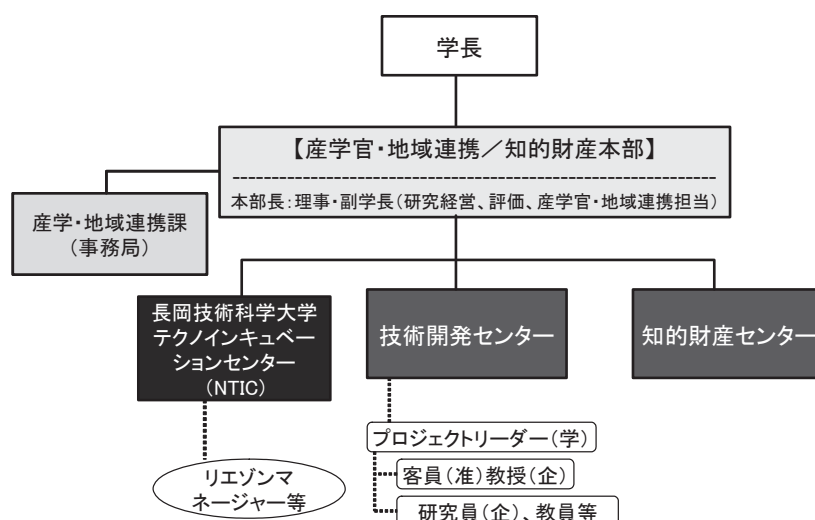 学長
【産学官・地域連携／知的財産本部】
本部長：理事・副学長（研究経営、評価、産学官・地域連携担当）
産学・地域連携課
（事務局）
長岡技術科学大学
テクノインキュベー
ションセンター
（NTIC）
技術開発センター
知的財産センター
プロジェクトリーダー（学）
リエゾンマ
ネージャー等
客員（准）教授（企）
研究員（企）、教員等